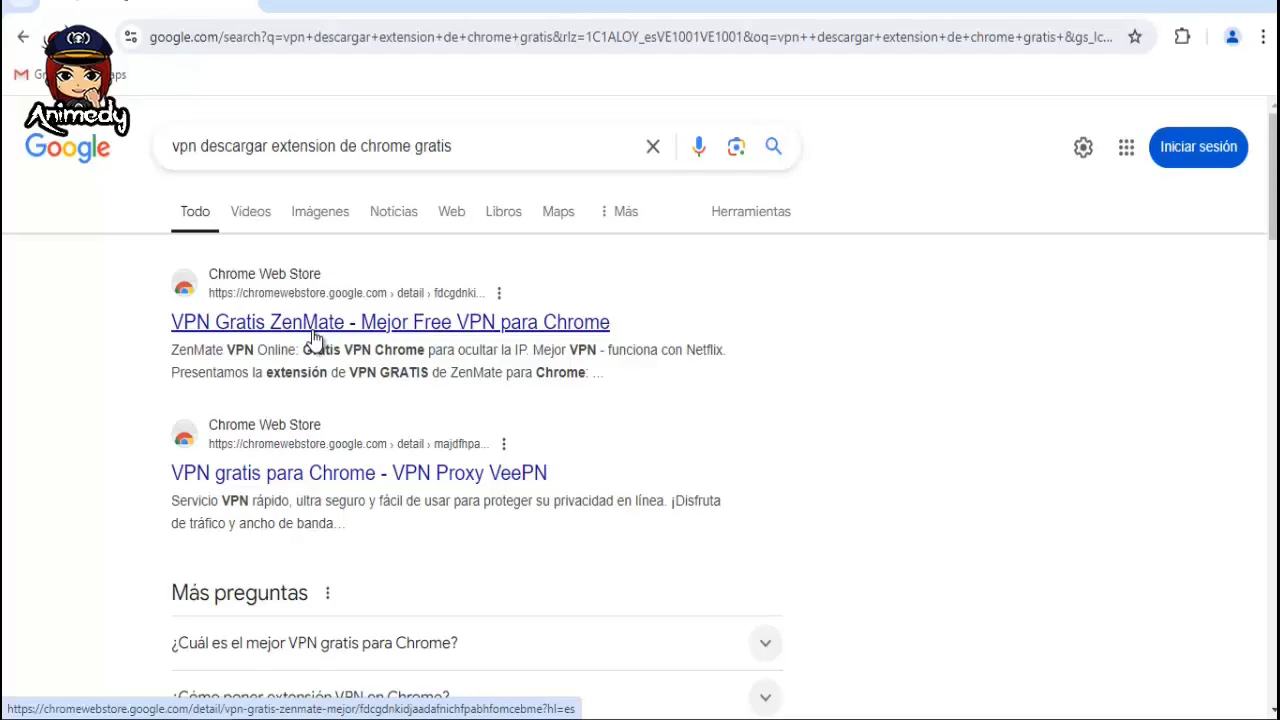 google.com/search?q=vpn+descargar+extension+de+chrome+gratis&rlz=1C1ALOY_esVE1001VE1001&oq=vpn++descargar+extension+de+chrome+gratis+&gs_lc...
Animedy
Google
vpn descargar extension de chrome gratis
Iniciar sesión
Todo Videos Imágenes Noticias Web Libros Maps Más Herramientas
Chrome Web Store
https://chromewebstore.google.com › detail › fdcgdnki...
VPN Gratis ZenMate - Mejor Free VPN para Chrome
ZenMate VPN Online: Gratis VPN Chrome para ocultar la IP. Mejor VPN - funciona con Netflix.
Presentamos la extensión de VPN GRATIS de ZenMate para Chrome: ...
Chrome Web Store
https://chromewebstore.google.com › detail › majdfhpa...
VPN gratis para Chrome - VPN Proxy VeePN
Servicio VPN rápido, ultra seguro y fácil de usar para proteger su privacidad en línea. ¡Disfruta
de tráfico y ancho de banda...
Más preguntas
¿Cuál es el mejor VPN gratis para Chrome?
¿Cómo poner extensión VPN en Chrome?
https://chromewebstore.google.com/detail/vpn-gratis-zenmate-mejor/fdcgdnkidjaadafnichfpabhfomcebme?hl=es